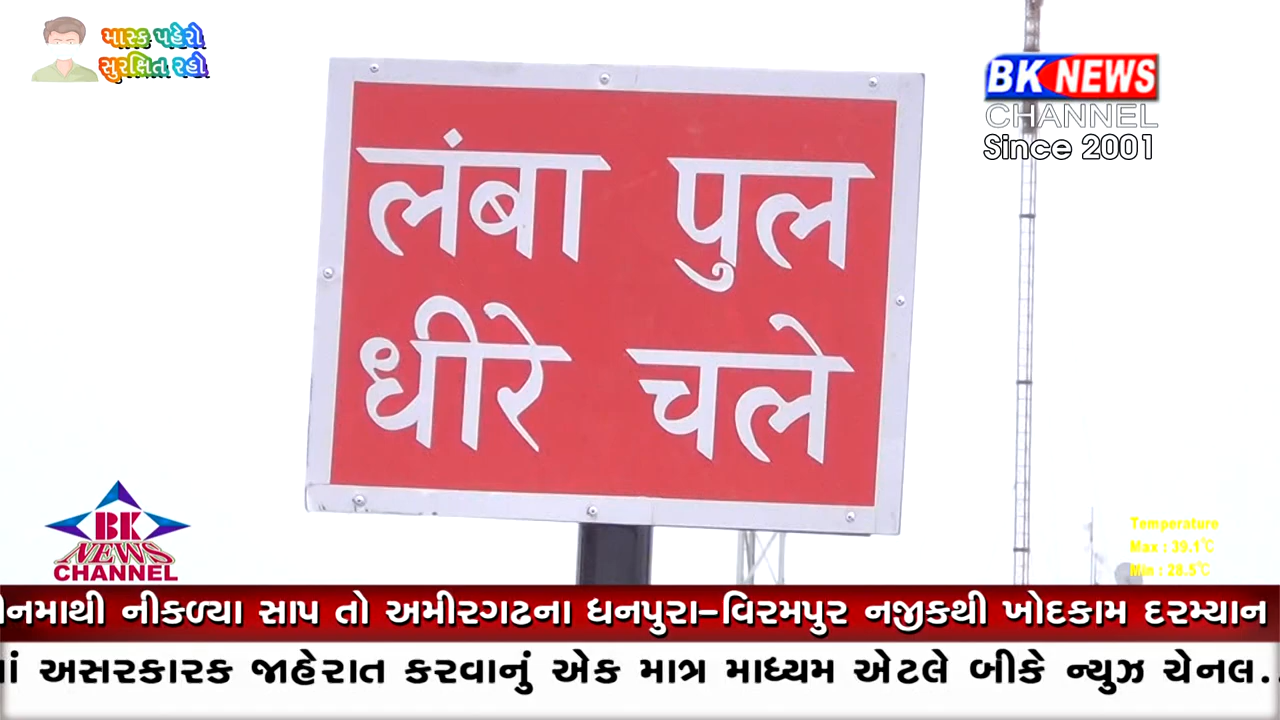 માસ્ક પહેરો
સુરક્ષિત રહો
BK NEWS
CHANNEL
Since 2001
लंबा पुल
धीरे चले
BK
NEWS
CHANNEL
Temperature
Max : 39.1℃
Min : 28.5℃
નીકળ્યા સાપ તો અમીરગઢના ધનપુરા-વિરમપુર નજીકથી ખોદકામ દરમ્યાન
અસરકારક જાહેરાત કરવાનું એક માત્ર માધ્યમ એટલે બીકે ન્યુઝ ચેનલ..